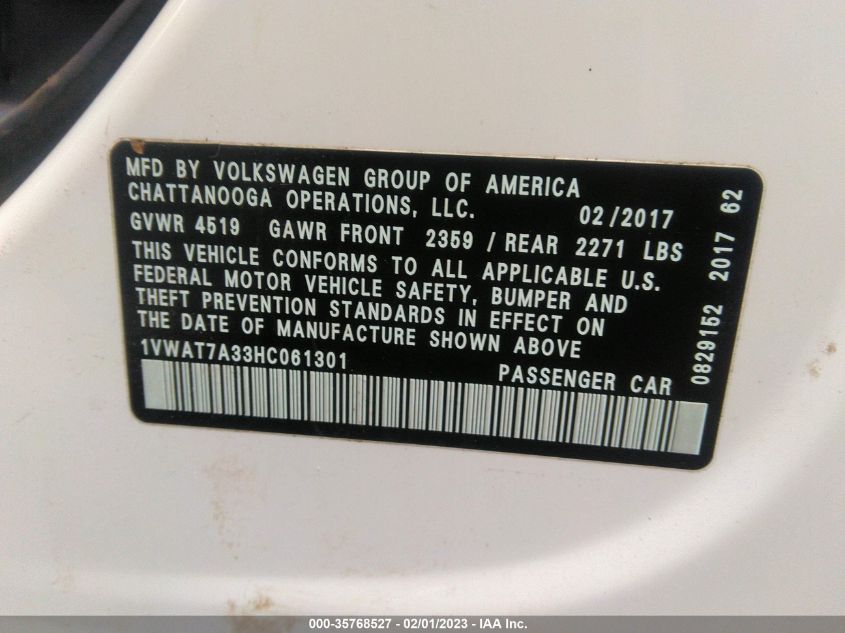 MFD BY VOLKSWAGEN GROUP OF AMERICA
CHATTANOOGA OPERATIONS, LLC. 02/2017
GVWR 4519 GAWR FRONT 2359 / REAR 2271 LBS
THIS VEHICLE CONFORMS TO ALL APPLICABLE U.S.
FEDERAL MOTOR VEHICLE SAFETY, BUMPER AND
THEFT PREVENTION STANDARDS IN EFFECT ON
THE DATE OF MANUFACTURE SHOWN ABOVE
1VWAT7A33HC061301 PASSENGER CAR
0829152 2017 62
000-35768527 - 02/01/2023 - IAA Inc.